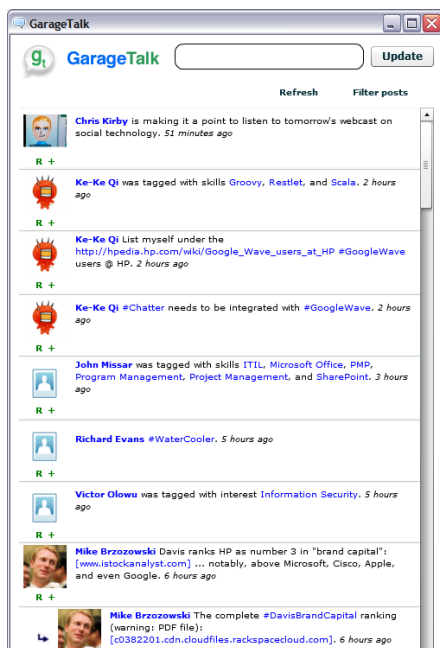 GarageTalk
gt GarageTalk Update
Refresh Filter posts
Chris Kirby is making it a point to listen to tomorrow's webcast on
social technology. 51 minutes ago
R +
Ke-Ke Qi was tagged with skills Groovy, Restlet, and Scala. 2 hours
ago
R +
Ke-Ke Qi List myself under the
http://hpedia.hp.com/wiki/Google_Wave_users_at_HP #GoogleWave
users @ HP. 2 hours ago
R +
Ke-Ke Qi #Chatter needs to be integrated with #GoogleWave. 2 hours
ago
R +
John Missar was tagged with skills ITIL, Microsoft Office, PMP,
Program Management, Project Management, and SharePoint. 3 hours
ago
R +
Richard Evans #WaterCooler. 5 hours ago
R +
Victor Olowu was tagged with interest Information Security. 5 hours
ago
R +
Mike Brzozowski Davis ranks HP as number 3 in "brand capital":
[www.istockanalyst.com] ... notably, above Microsoft, Cisco, Apple,
and even Google. 6 hours ago
R +
Mike Brzozowski The complete #DavisBrandCapital ranking
(warning: PDF file):
[c0382201.cdn.cloudfiles.rackspacecloud.com]. 6 hours ago